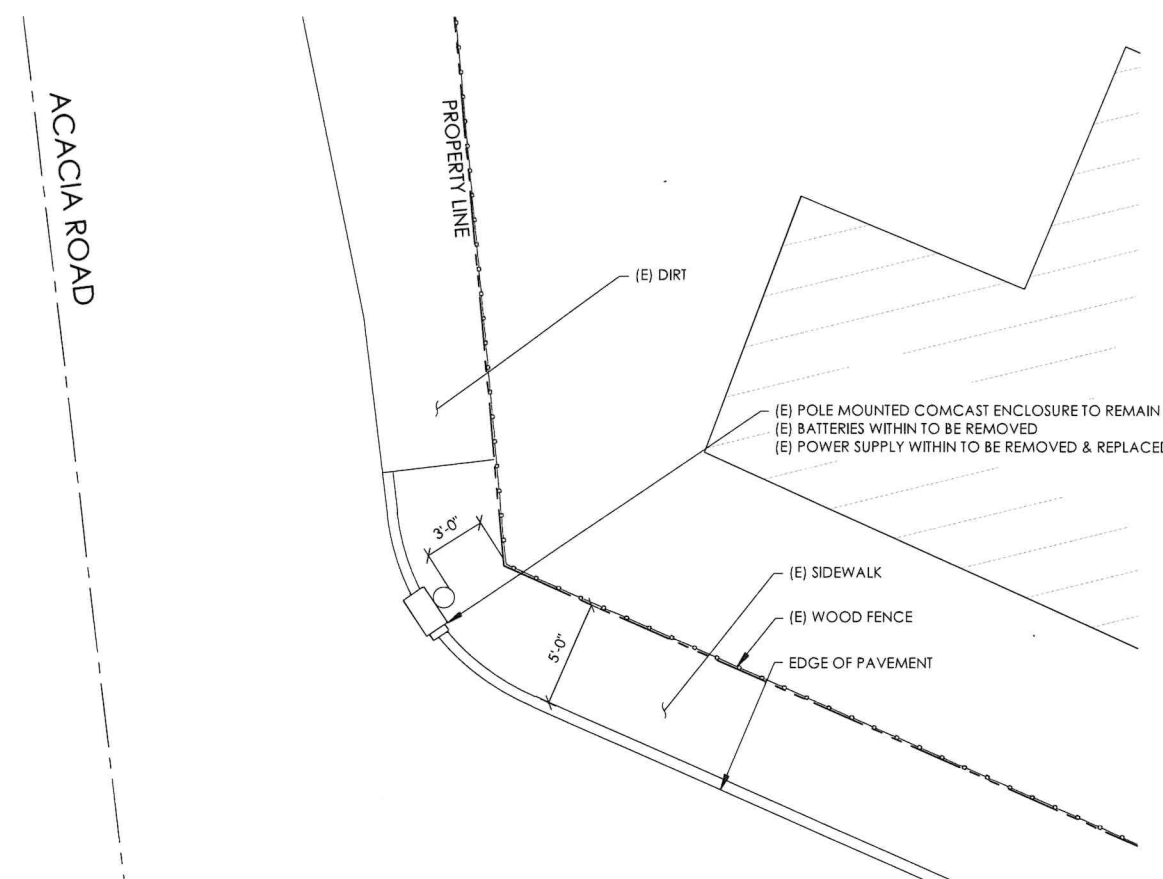 ACACIA ROAD
PROPERTY LINE
(E) DIRT
(E) POLE MOUNTED COMCAST ENCLOSURE TO REMAIN
(E) BATTERIES WITHIN TO BE REMOVED
(E) POWER SUPPLY WITHIN TO BE REMOVED & REPLACED
3'-0"
(E) SIDEWALK
(E) WOOD FENCE
5'-0"
EDGE OF PAVEMENT